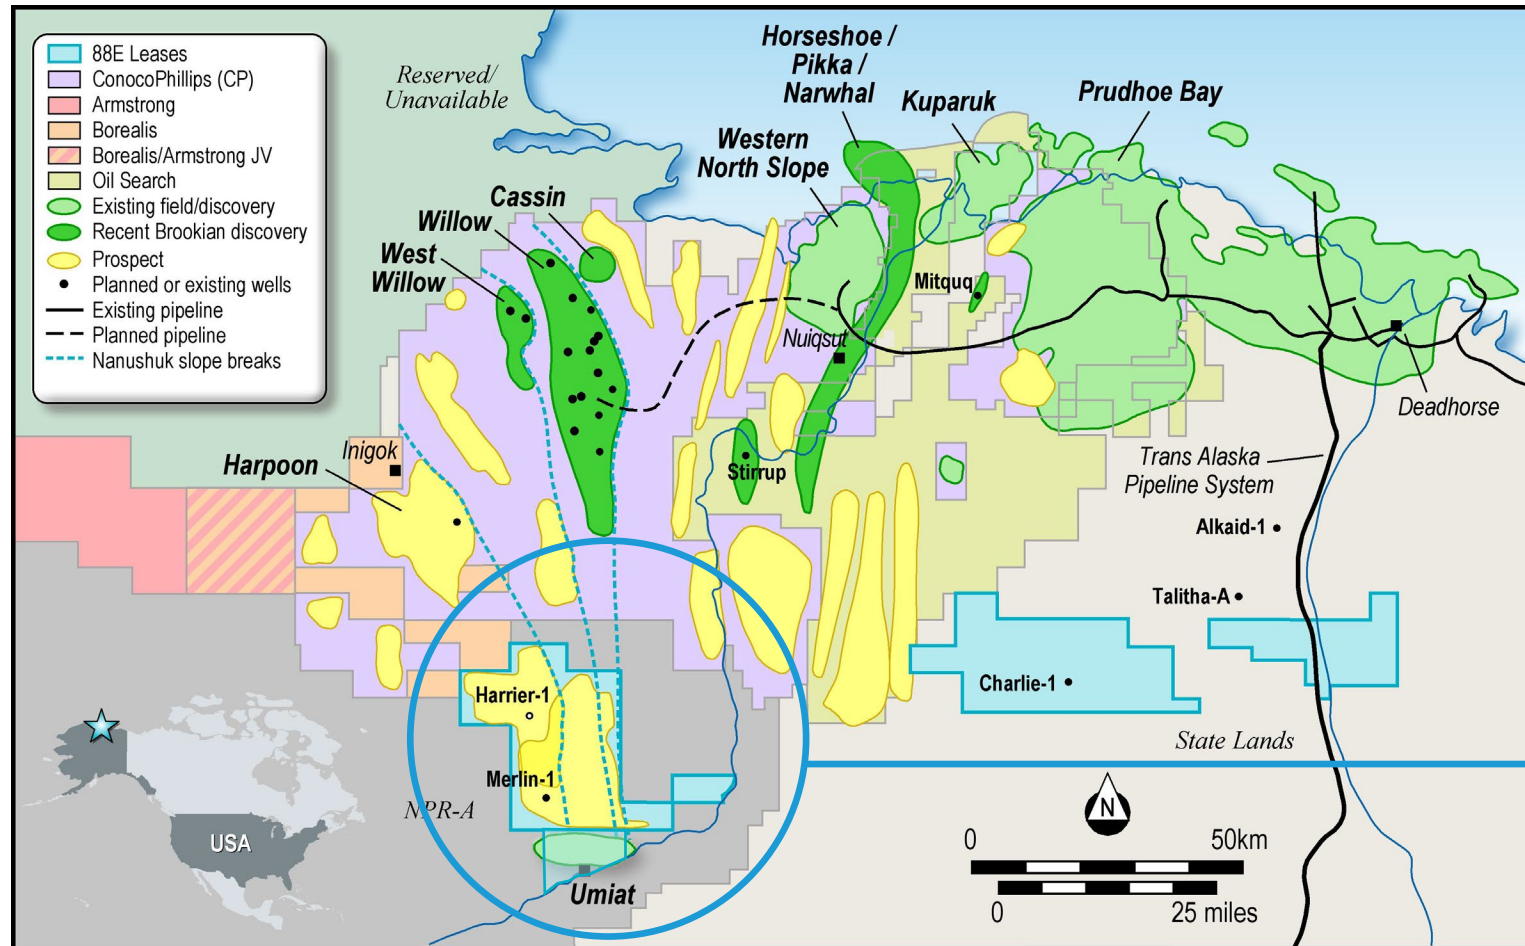 88E Leases
ConocoPhillips (CP)
Armstrong
Borealis
Borealis/Armstrong JV
Oil Search
Existing field/discovery
Recent Brookian discovery
Prospect
Planned or existing wells
Existing pipeline
Planned pipeline
Nanushuk slope breaks
Reserved/
Unavailable
Horseshoe /
Pikka /
Narwhal
Kuparuk
Prudhoe Bay
Western
North Slope
Cassin
Willow
West
Willow
Mitquq
Nuiqsut
Deadhorse
Harpoon
Inigok
Stirrup
Trans Alaska
Pipeline System
Alkaid-1
Talitha-A
Charlie-1
Harrier-1
State Lands
Merlin-1
NPR-A
USA
Umiat
N
0
50km
0
25 miles